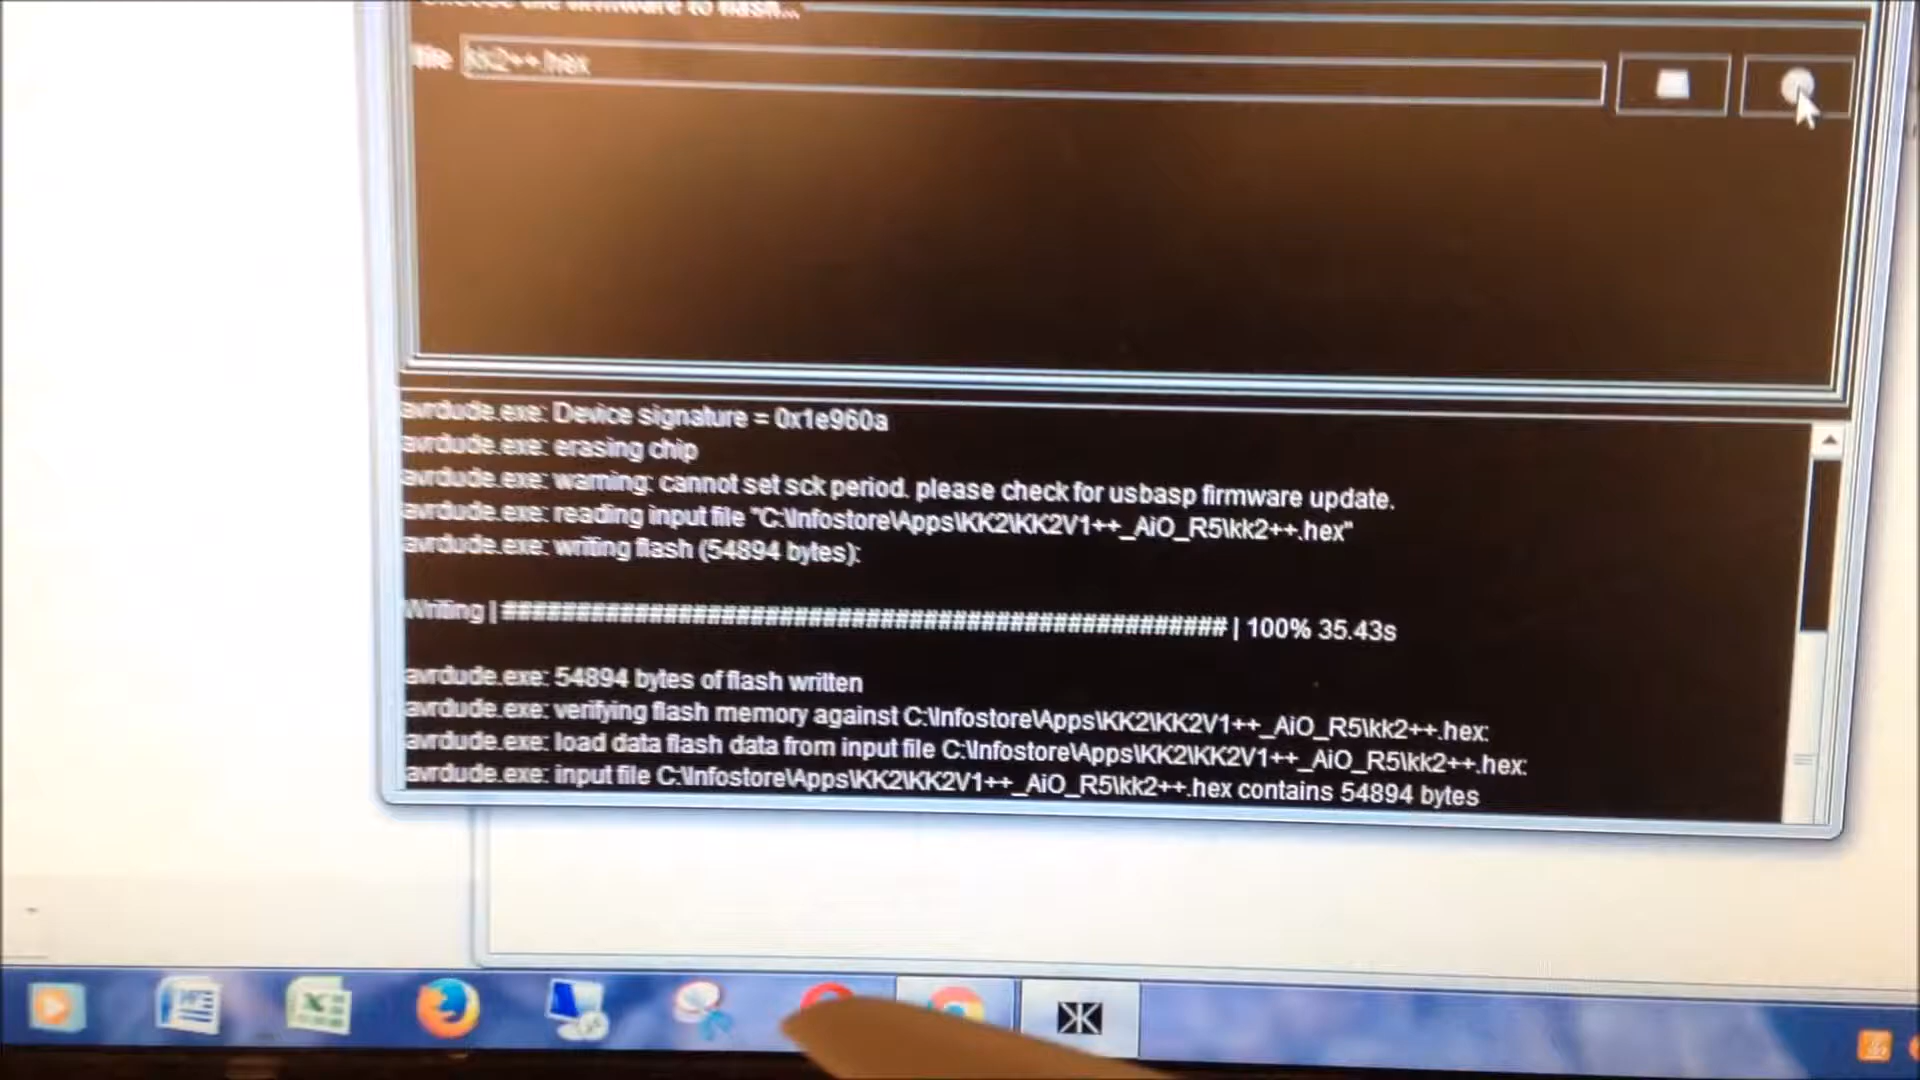 Choose the firmware to flash...
file kk2++.hex
avrdude.exe: Device signature = 0x1e960a
avrdude.exe: erasing chip
avrdude.exe: warning: cannot set sck period. please check for usbasp firmware update.
avrdude.exe: reading input file "C:\Infostore\Apps\KK2\KK2V1++_AiO_R5\kk2++.hex"
avrdude.exe: writing flash (54894 bytes):
Writing | ################################################## | 100% 35.43s
avrdude.exe: 54894 bytes of flash written
avrdude.exe: verifying flash memory against C:\Infostore\Apps\KK2\KK2V1++_AiO_R5\kk2++.hex:
avrdude.exe: load data flash data from input file C:\Infostore\Apps\KK2\KK2V1++_AiO_R5\kk2++.hex:
avrdude.exe: input file C:\Infostore\Apps\KK2\KK2V1++_AiO_R5\kk2++.hex contains 54894 bytes